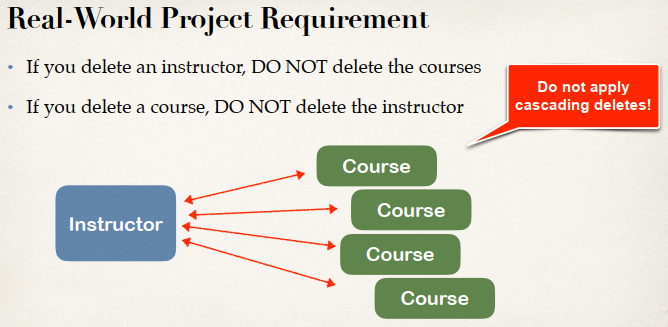 Real-World Project Requirement
• If you delete an instructor, DO NOT delete the courses
• If you delete a course, DO NOT delete the instructor
Do not apply
cascading deletes!
Course
Instructor
Course
Course
Course